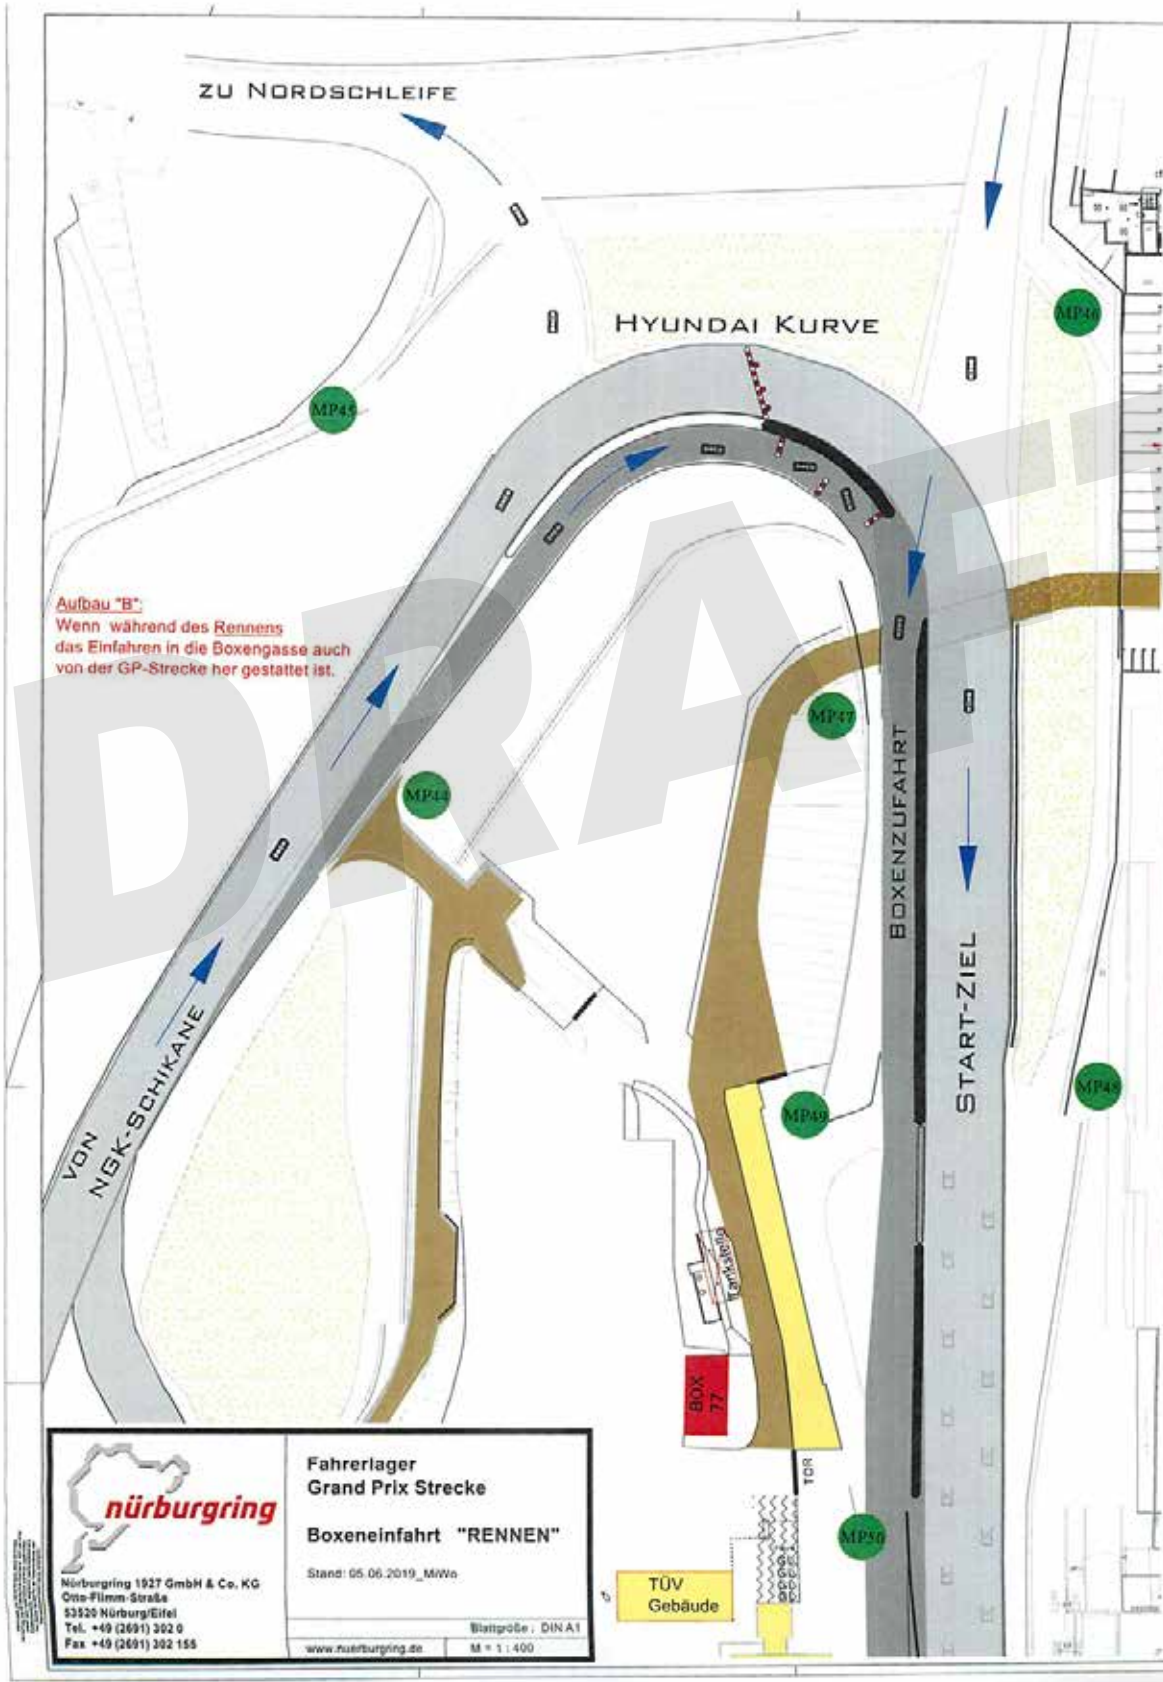 ZU NORDSCHLEIFE
HYUNDAI KURVE
MP46
MP45
Aufbau "B":
Wenn während des Rennens
das Einfahren in die Boxengasse auch
von der GP-Strecke her gestattet ist.
DRAFT
MP47
MP44
BOXENZUFAHRT
START-ZIEL
VON
NGK-SCHIKANE
MP48
MP49
Tankstelle
BOX
77
TOR
MP50
TÜV
Gebäude
nürburgring
Nürburgring 1927 GmbH & Co. KG
Otto-Flimm-Straße
53520 Nürburg/Eifel
Tel. +49 (2691) 302 0
Fax +49 (2691) 302 155
Fahrerlager
Grand Prix Strecke
Boxeneinfahrt "RENNEN"
Stand: 05.06.2019_MiWo
Blattgröße : DIN A1
www.nuerburgring.de
M = 1 : 400